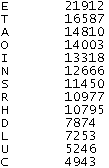 E 21912
T 16587
A 14810
O 14003
I 13318
N 12666
S 11450
R 10977
H 10795
D 7874
L 7253
U 5246
C 4943